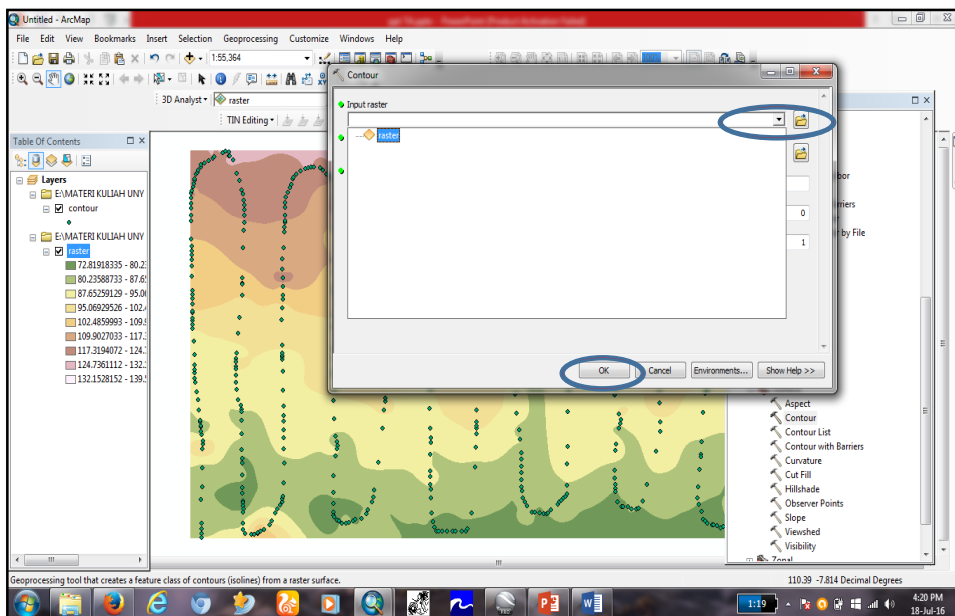 Untitled - ArcMap
File Edit View Bookmarks Insert Selection Geoprocessing Customize Windows Help
1:55,364
3D Analyst raster
TIN Editing
Table Of Contents
Layers
E:\MATERI KULIAH UNY
contour
E:\MATERI KULIAH UNY
raster
72.81918335 - 80.2
80.23588733 - 87.6
87.65259129 - 95.0
95.06929526 - 102.
102.4859993 - 109.
109.9027033 - 117.
117.3194072 - 124.
124.7361112 - 132.
132.1528152 - 139.
Contour
Input raster
raster
0
1
OK Cancel Environments... Show Help >>
bor
rriers
r by File
Aspect
Contour
Contour List
Contour with Barriers
Curvature
Cut Fill
Hillshade
Observer Points
Slope
Viewshed
Visibility
Zonal
Geoprocessing tool that creates a feature class of contours (isolines) from a raster surface.
110.39 -7.814 Decimal Degrees
1:19
4:20 PM
18-Jul-16